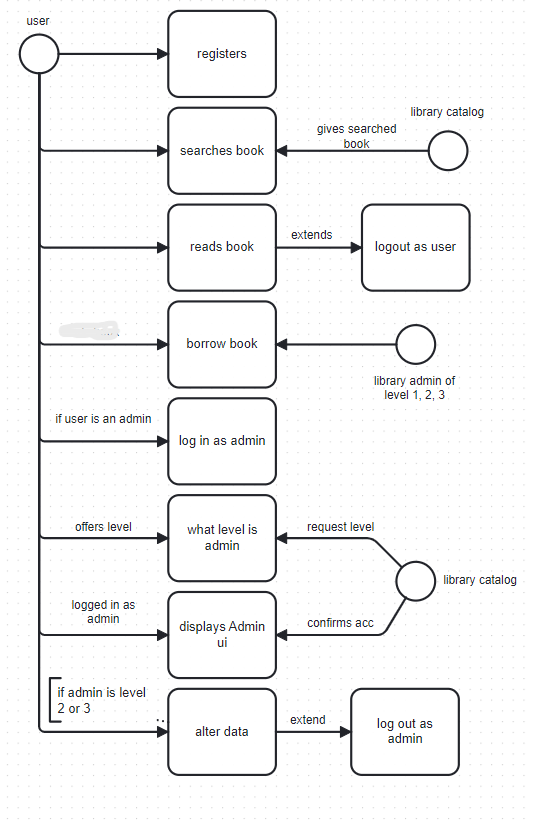 user
registers
library catalog
gives searched
book
searches book
extends
reads book
logout as user
borrow book
library admin of
level 1, 2, 3
if user is an admin
log in as admin
offers level
what level is
admin
request level
library catalog
logged in as
admin
displays Admin
ui
confirms acc
if admin is level
2 or 3
alter data
extend
log out as
admin